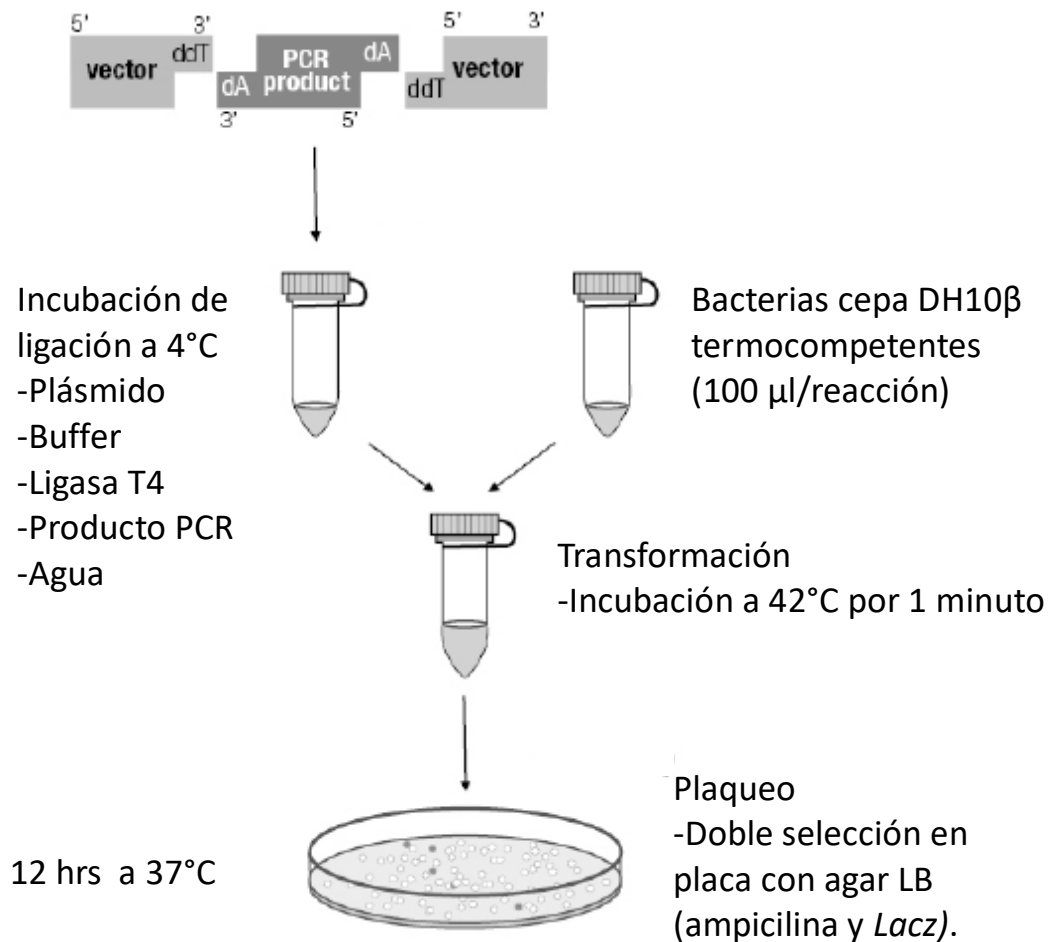 5' 3' 5' 3'
vector ddT dA PCR product dA ddT vector
3' 5'
Incubación de
ligación a 4°C
-Plásmido
-Buffer
-Ligasa T4
-Producto PCR
-Agua
Bacterias cepa DH10β
termocompetentes
(100 µl/reacción)
Transformación
-Incubación a 42°C por 1 minuto
12 hrs a 37°C
Plaqueo
-Doble selección en
placa con agar LB
(ampicilina y Lacz).